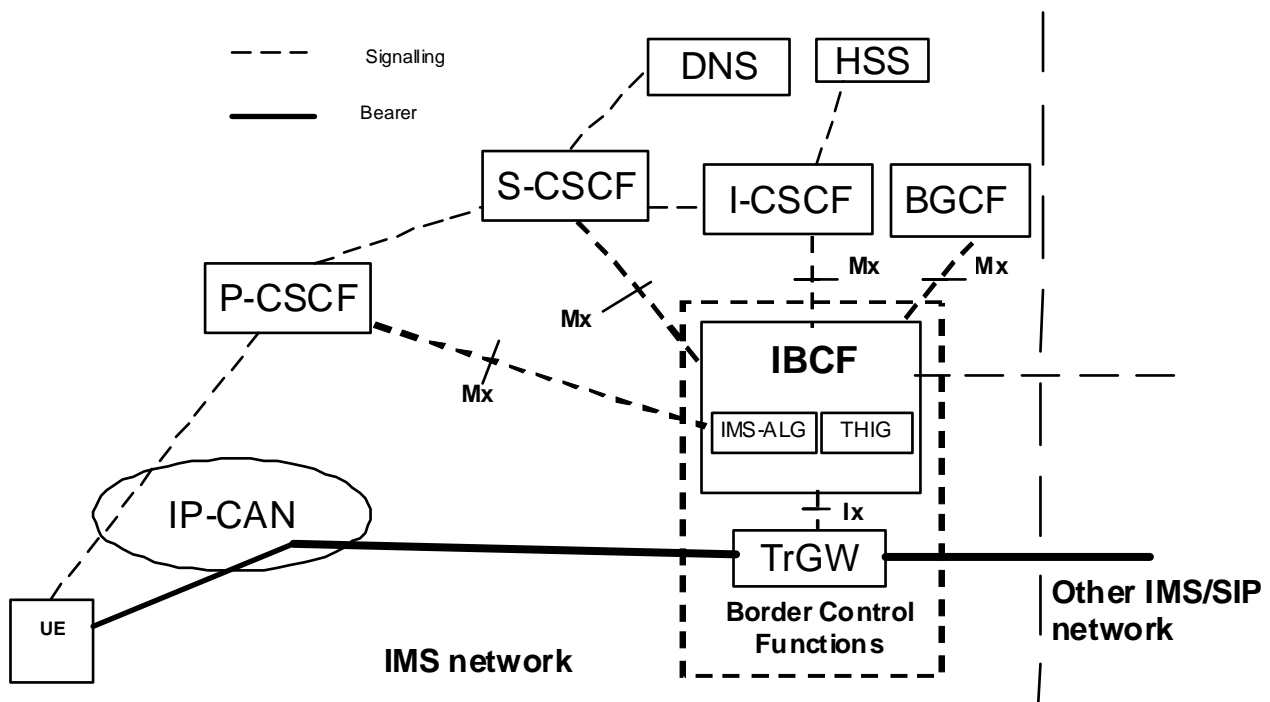 Signalling
Bearer
DNS
HSS
S-CSCF
I-CSCF
BGCF
P-CSCF
Mx
Mx
Mx
Mx
IBCF
IMS-ALG
THIG
IP-CAN
Ix
TrGW
UE
Border Control
Functions
Other IMS/SIP
network
IMS network